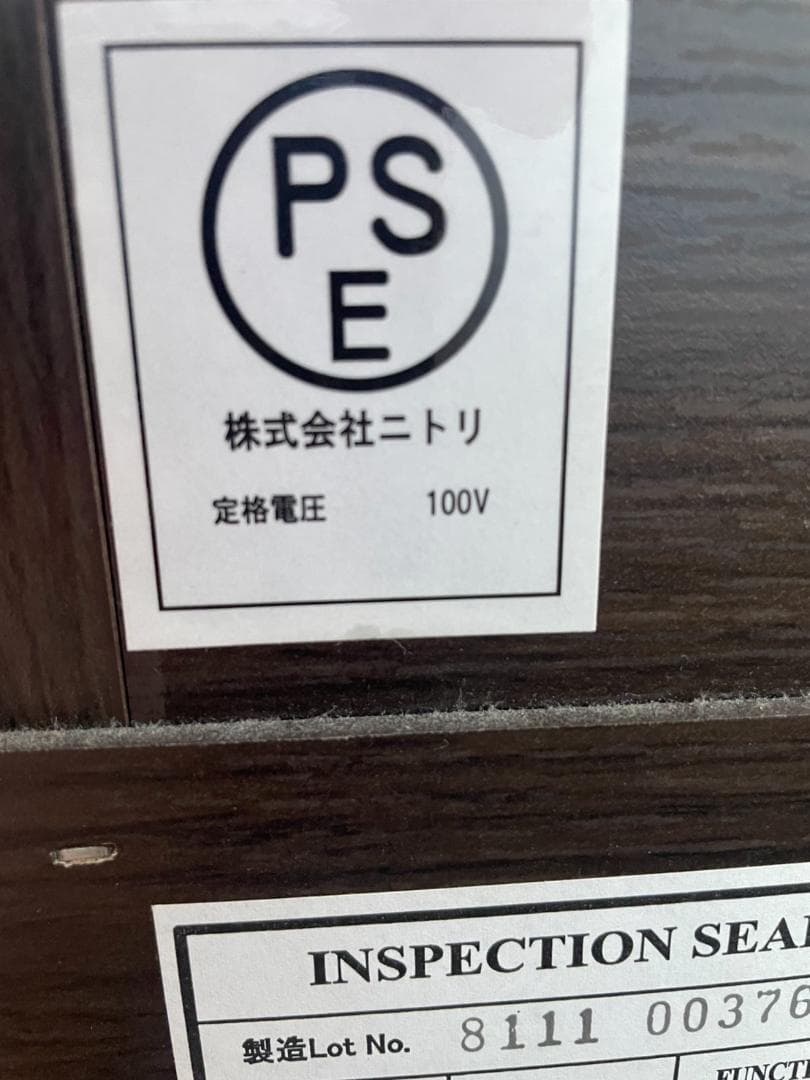 PS
E
株式会社ニトリ
定格電圧 100V
INSPECTION
製造Lot No. 8111 00376